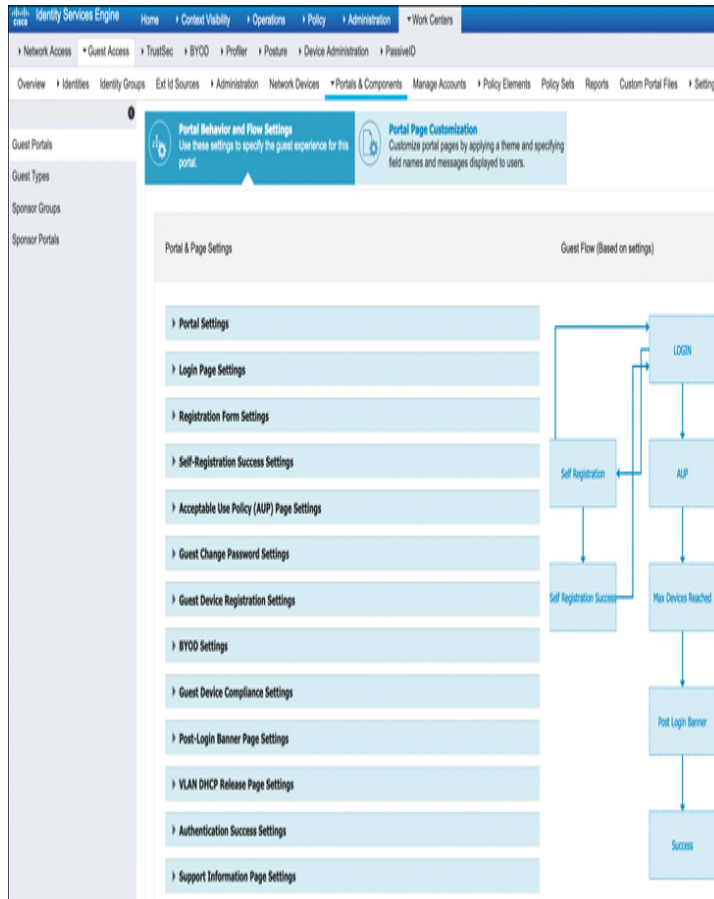 cisco Identity Services Engine Home Context Visibility Operations Policy Administration Work Centers
Network Access Guest Access TrustSec BYOD Profiler Posture Device Administration PassiveID
Overview Identities Identity Groups Ext Id Sources Administration Network Devices Portals & Components Manage Accounts Policy Elements Policy Sets Reports Custom Portal Files Setting
Guest Portals
Guest Types
Sponsor Groups
Sponsor Portals
Portal Behavior and Flow Settings
Use these settings to specify the guest experience for this
portal.
Portal Page Customization
Customize portal pages by applying a theme and specifying
field names and messages displayed to users.
Portal & Page Settings
Guest Flow (Based on settings)
Portal Settings
Login Page Settings
Registration Form Settings
Self-Registration Success Settings
Acceptable Use Policy (AUP) Page Settings
Guest Change Password Settings
Guest Device Registration Settings
BYOD Settings
Guest Device Compliance Settings
Post-Login Banner Page Settings
VLAN DHCP Release Page Settings
Authentication Success Settings
Support Information Page Settings
LOGIN
Self Registration
AUP
Self Registration Success
Max Devices Reached
Post Login Banner
Success